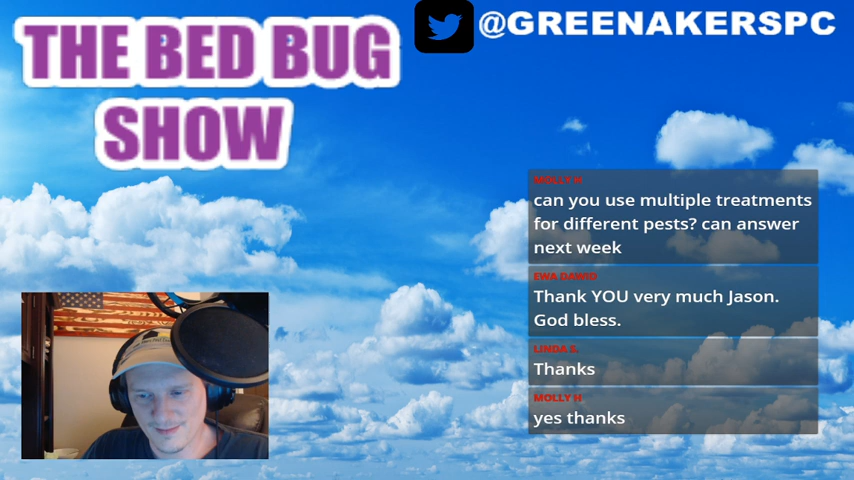 THE BED BUG
SHOW
@GREENAKERSPC
MOLLY H
can you use multiple treatments
for different pests? can answer
next week
EWA DAWID
Thank YOU very much Jason.
God bless.
LINDA S.
Thanks
MOLLY H
yes thanks